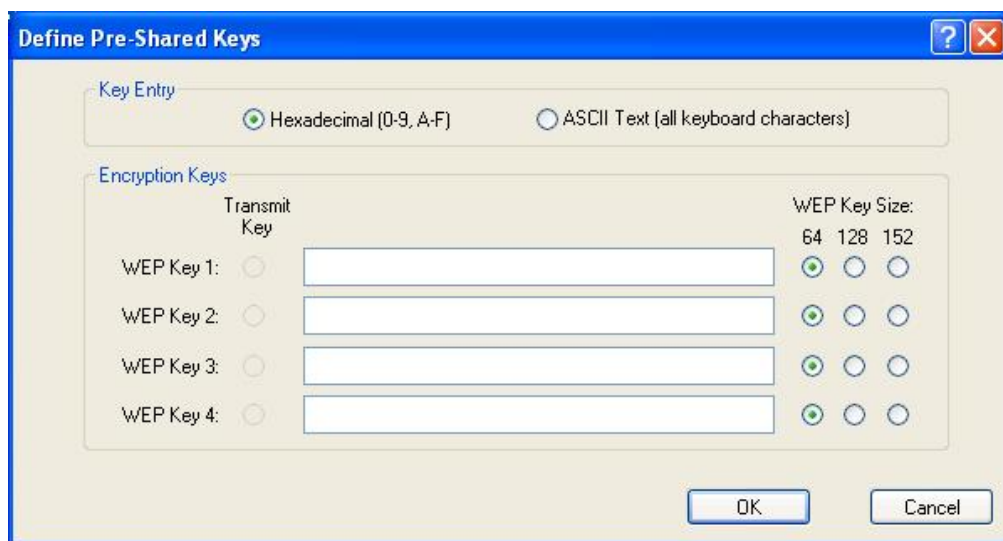 Define Pre-Shared Keys
Key Entry
Hexadecimal (0-9, A-F) ASCII Text (all keyboard characters)
Encryption Keys
Transmit
Key
WEP Key Size:
64 128 152
WEP Key 1:
WEP Key 2:
WEP Key 3:
WEP Key 4:
OK Cancel